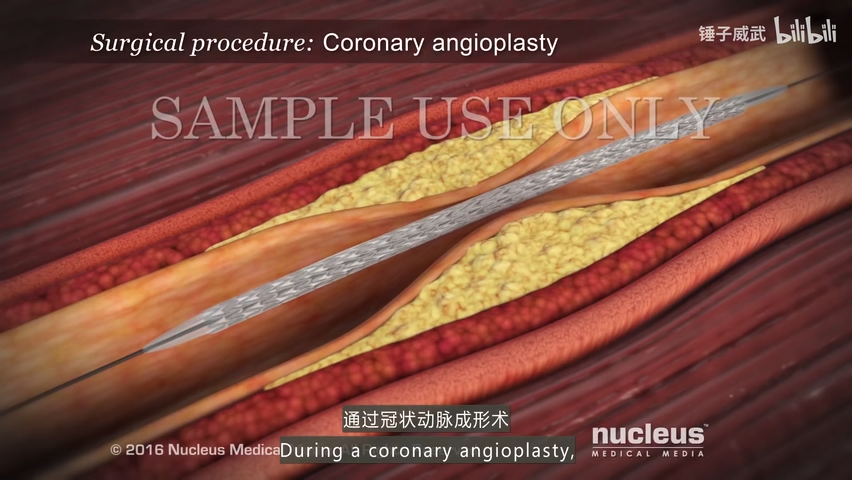 Surgical procedure: Coronary angioplasty
锤子威武 bilibili
SAMPLE USE ONLY
通过冠状动脉成形术
During a coronary angioplasty,
© 2016 Nucleus Medica
nucleus™
MEDICAL MEDIA